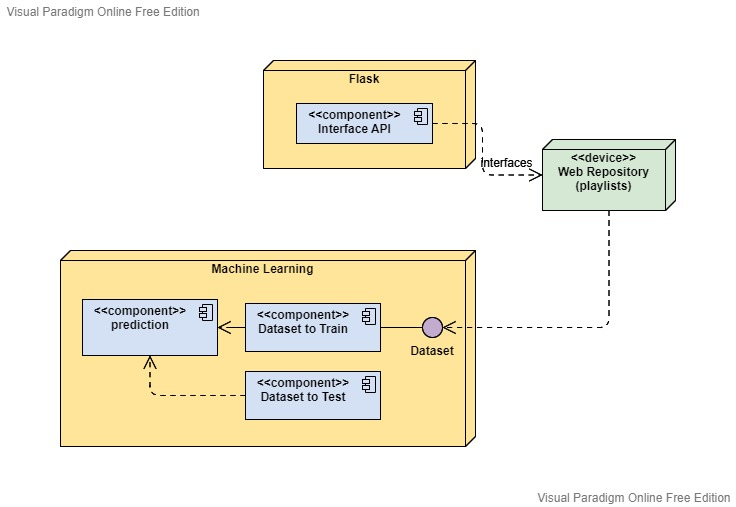 Visual Paradigm Online Free Edition
Flask
<<component>>
Interface API
Interfaces
<<device>>
Web Repository
(playlists)
Machine Learning
<<component>>
prediction
<<component>>
Dataset to Train
Dataset
<<component>>
Dataset to Test
Visual Paradigm Online Free Edition